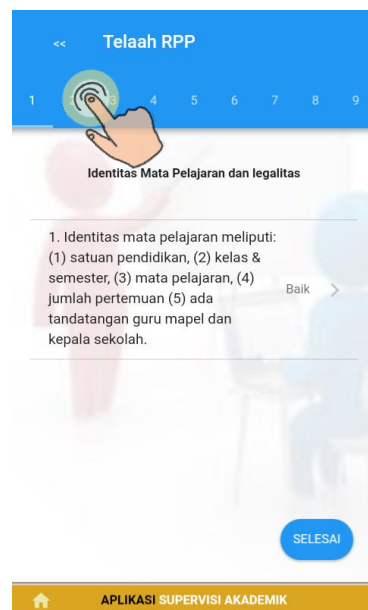 << Telaah RPP
1 2 3 4 5 6 7 8 9
Identitas Mata Pelajaran dan legalitas
1. Identitas mata pelajaran meliputi:
(1) satuan pendidikan, (2) kelas &
semester, (3) mata pelajaran, (4)
jumlah pertemuan (5) ada
tandatangan guru mapel dan
kepala sekolah.
Baik >
SELESAI
APLIKASI SUPERVISI AKADEMIK